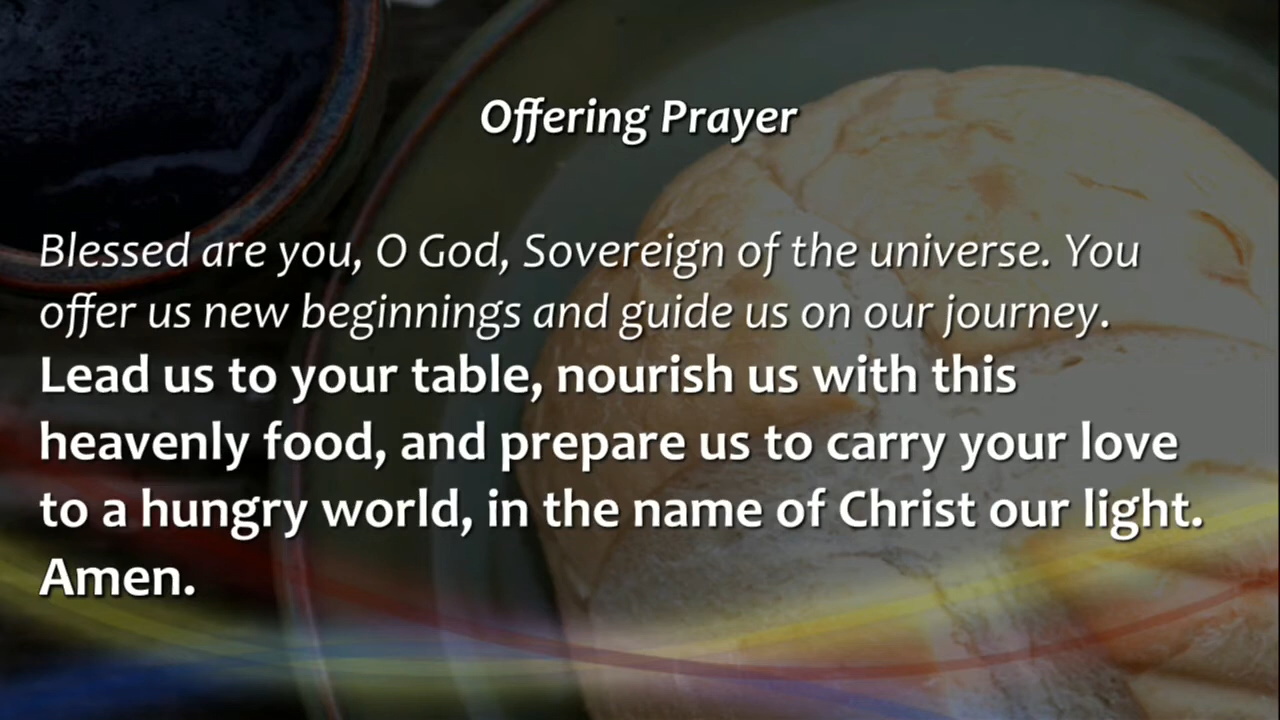 Offering Prayer
Blessed are you, O God, Sovereign of the universe. You
offer us new beginnings and guide us on our journey.
Lead us to your table, nourish us with this
heavenly food, and prepare us to carry your love
to a hungry world, in the name of Christ our light.
Amen.